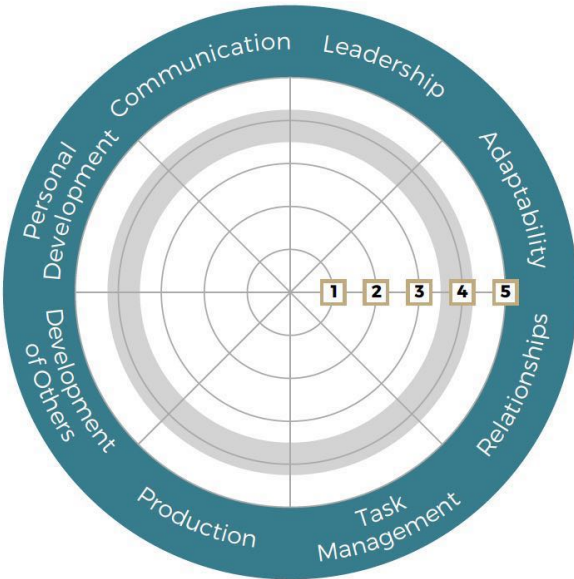 Communication
Leadership
Adaptability
Relationships
Task
Management
Production
Development
of Others
Personal
Development
1
2
3
4
5